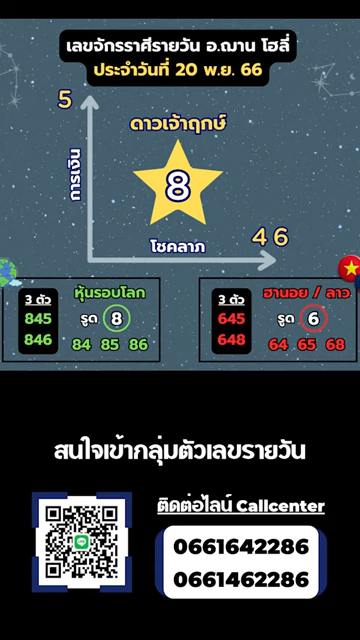 เลขจักรราศีรายวัน อ.ฌาน โฮลี่
ประจำวันที่ 20 พ.ย. 66
5
ดาวเจ้าฤกษ์
การเงิน
8
โชคลาภ
4 6
3 ตัว
845
846
หุ้นรอบโลก
รูด 8
84 85 86
3 ตัว
645
648
ฮานอย / ลาว
รูด 6
64 65 68
สนใจเข้ากลุ่มตัวเลขรายวัน
ติดต่อไลน์ Callcenter
0661642286
0661462286